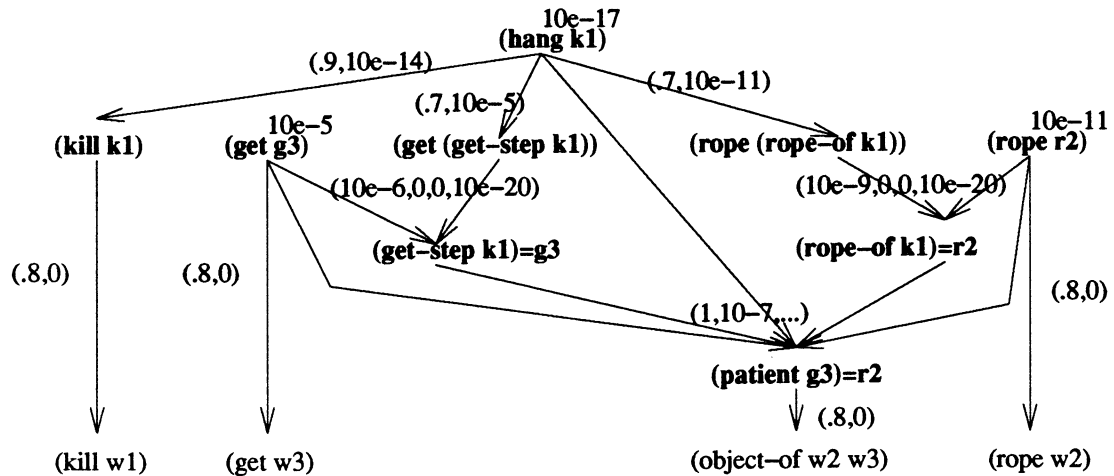 10e−17
(hang k1)
(.9,10e−14)
(.7,10e−5)
(.7,10e−11)
10e−5
10e−11
(kill k1)
(get g3)
(get (get−step k1))
(rope (rope−of k1))
(rope r2)
(10e−6,0,0,10e−20)
(10e−9,0,0,10e−20)
(get−step k1)=g3
(rope−of k1)=r2
(.8,0)
(.8,0)
(.8,0)
(1,10−7,...)
(patient g3)=r2
(.8,0)
(kill w1)
(get w3)
(object−of w2 w3)
(rope w2)